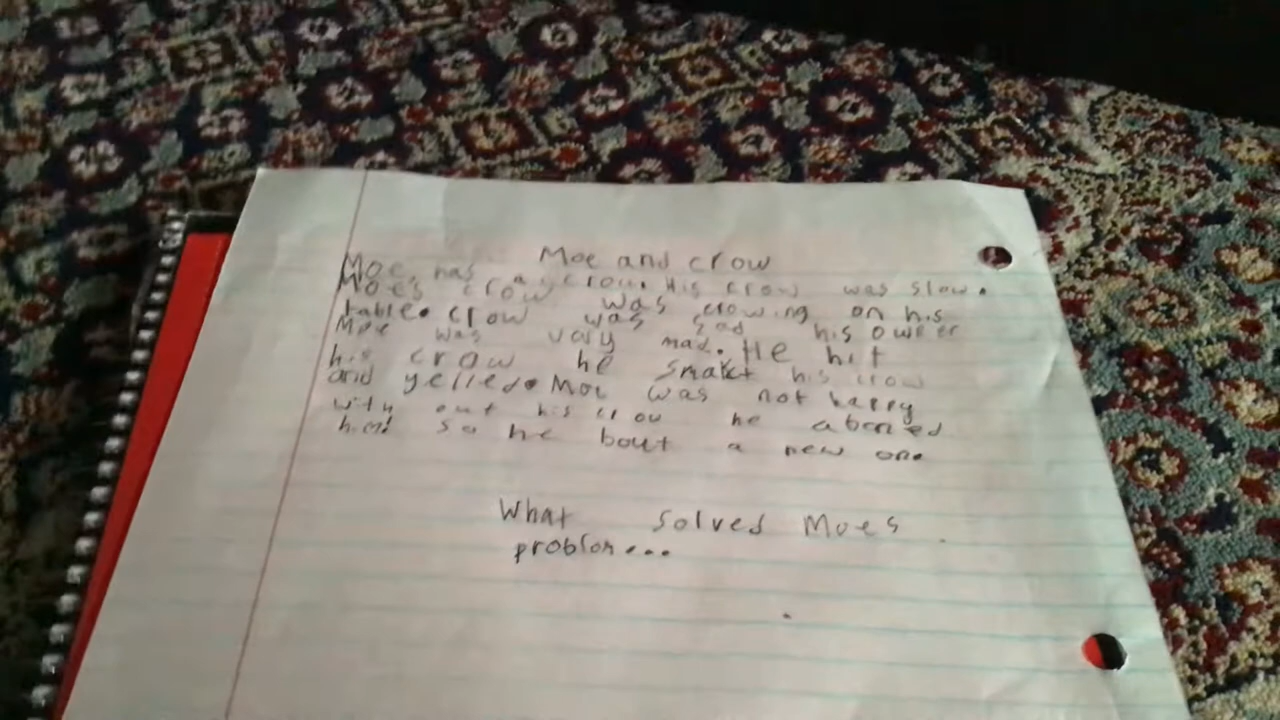 Moe and crow
Moe. has a crow. His crow was slow.
Moe's crow was crowing on his
table. crow was sad his owner
Moe was vary mad. He hit
his crow he smakt his crow
and yelled. Moe was not happy
with out his crow he
him so he bout a new one.
What solved Moes
problom...